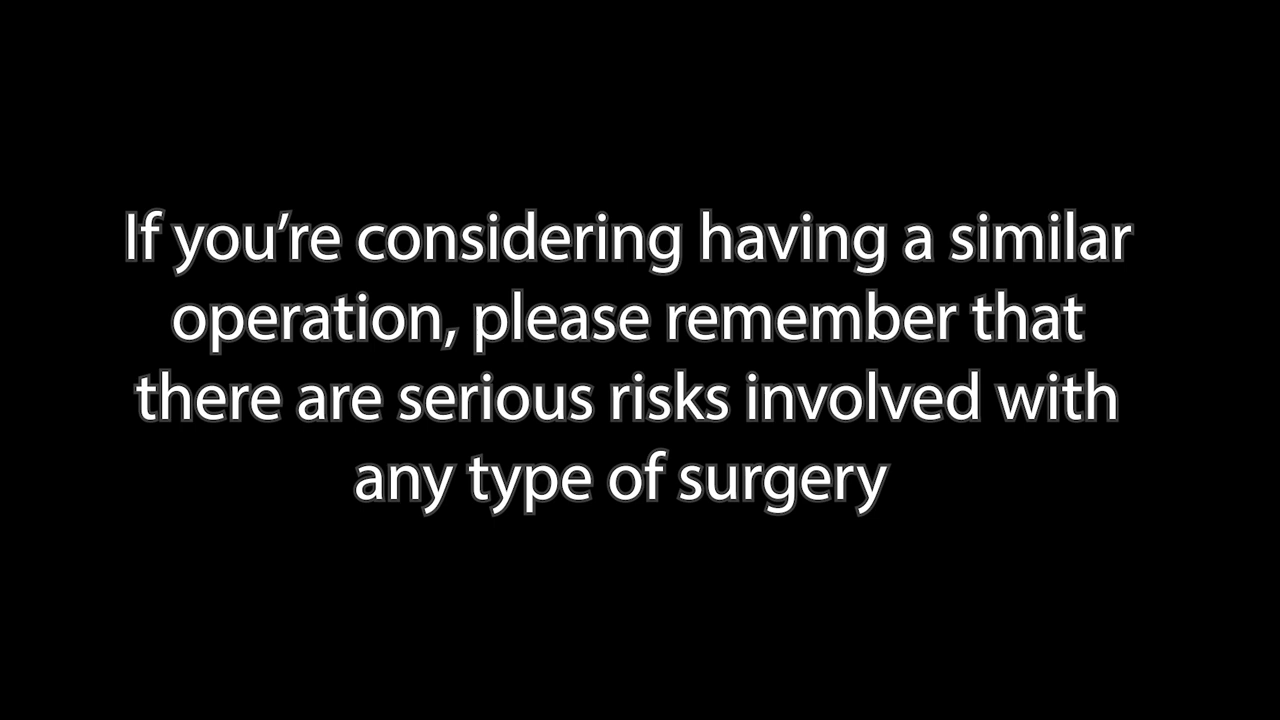 If you’re considering having a similar
operation, please remember that
there are serious risks involved with
any type of surgery